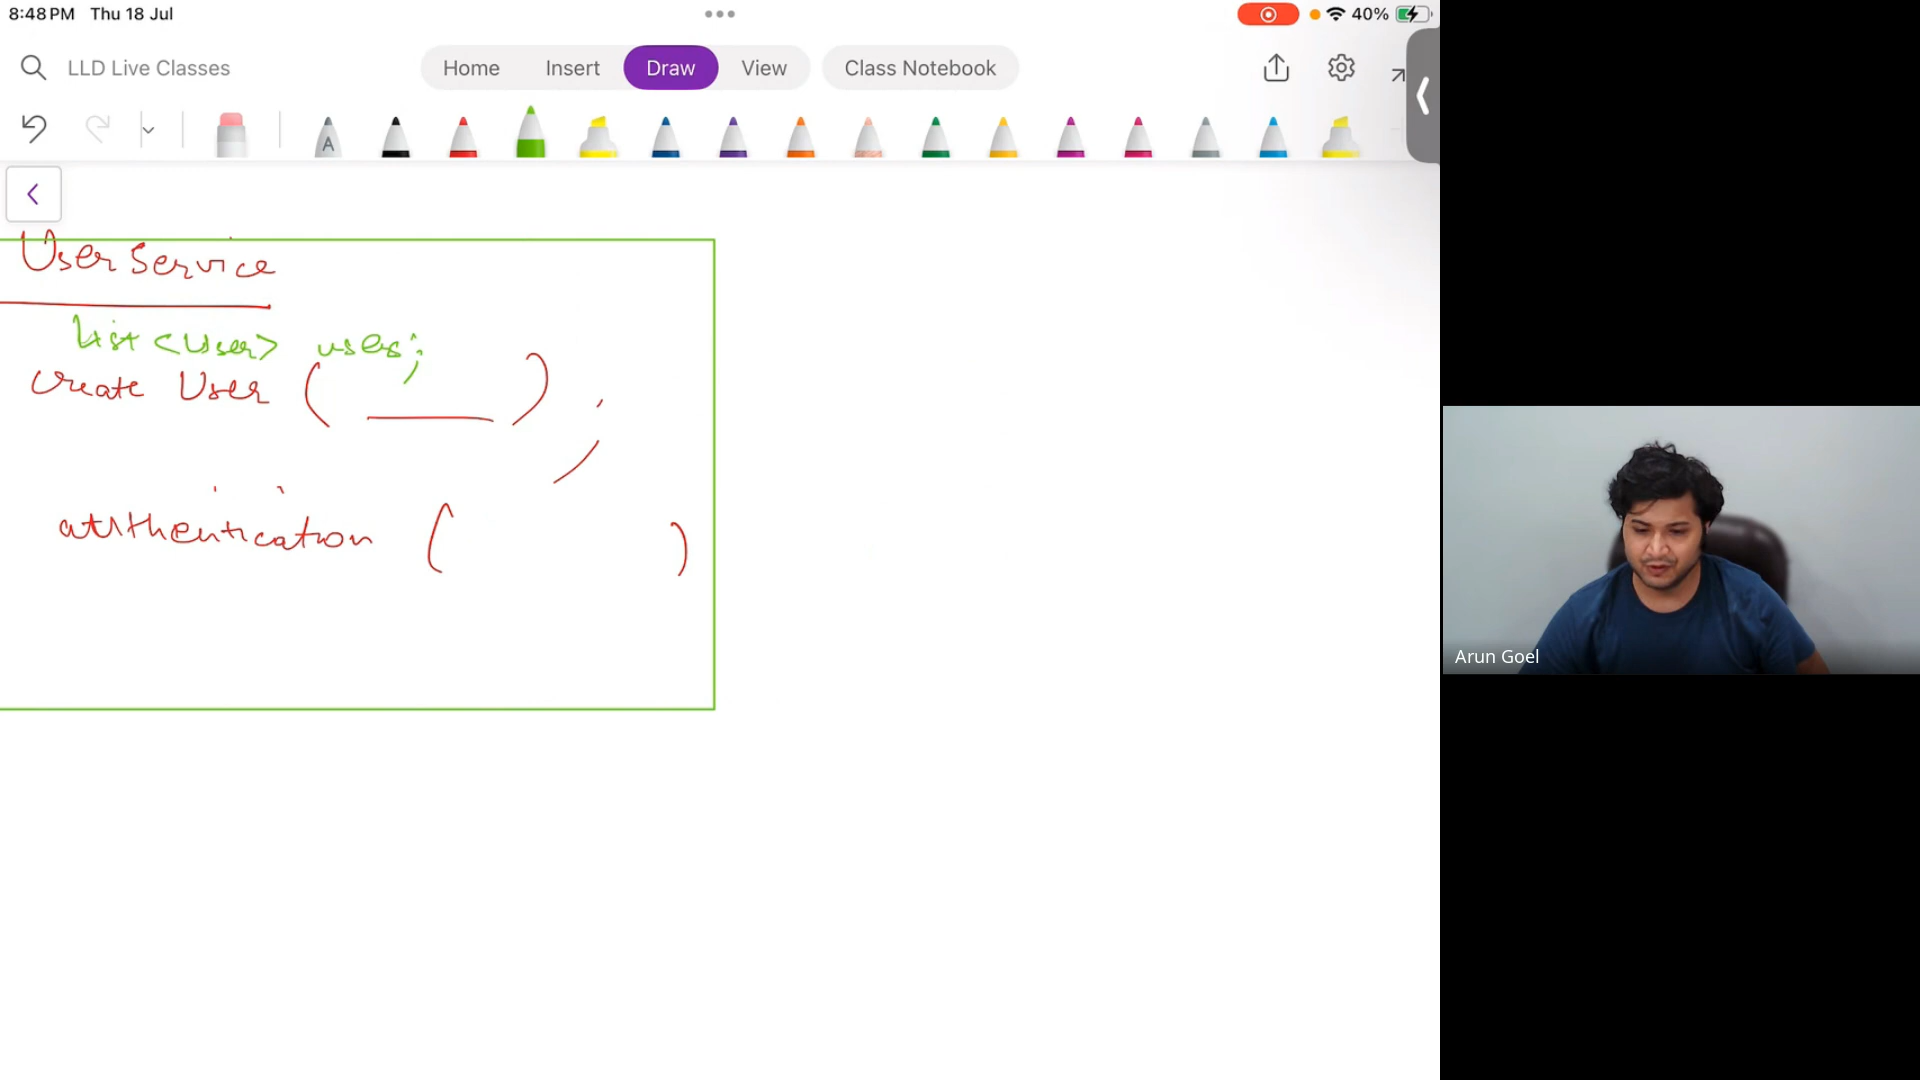 8:48 PM Thu 18 Jul
40%
LLD Live Classes
Home Insert Draw View Class Notebook
A
User Service
List <User> users;
Create User ( ) ;
authentication ( )
Arun Goel